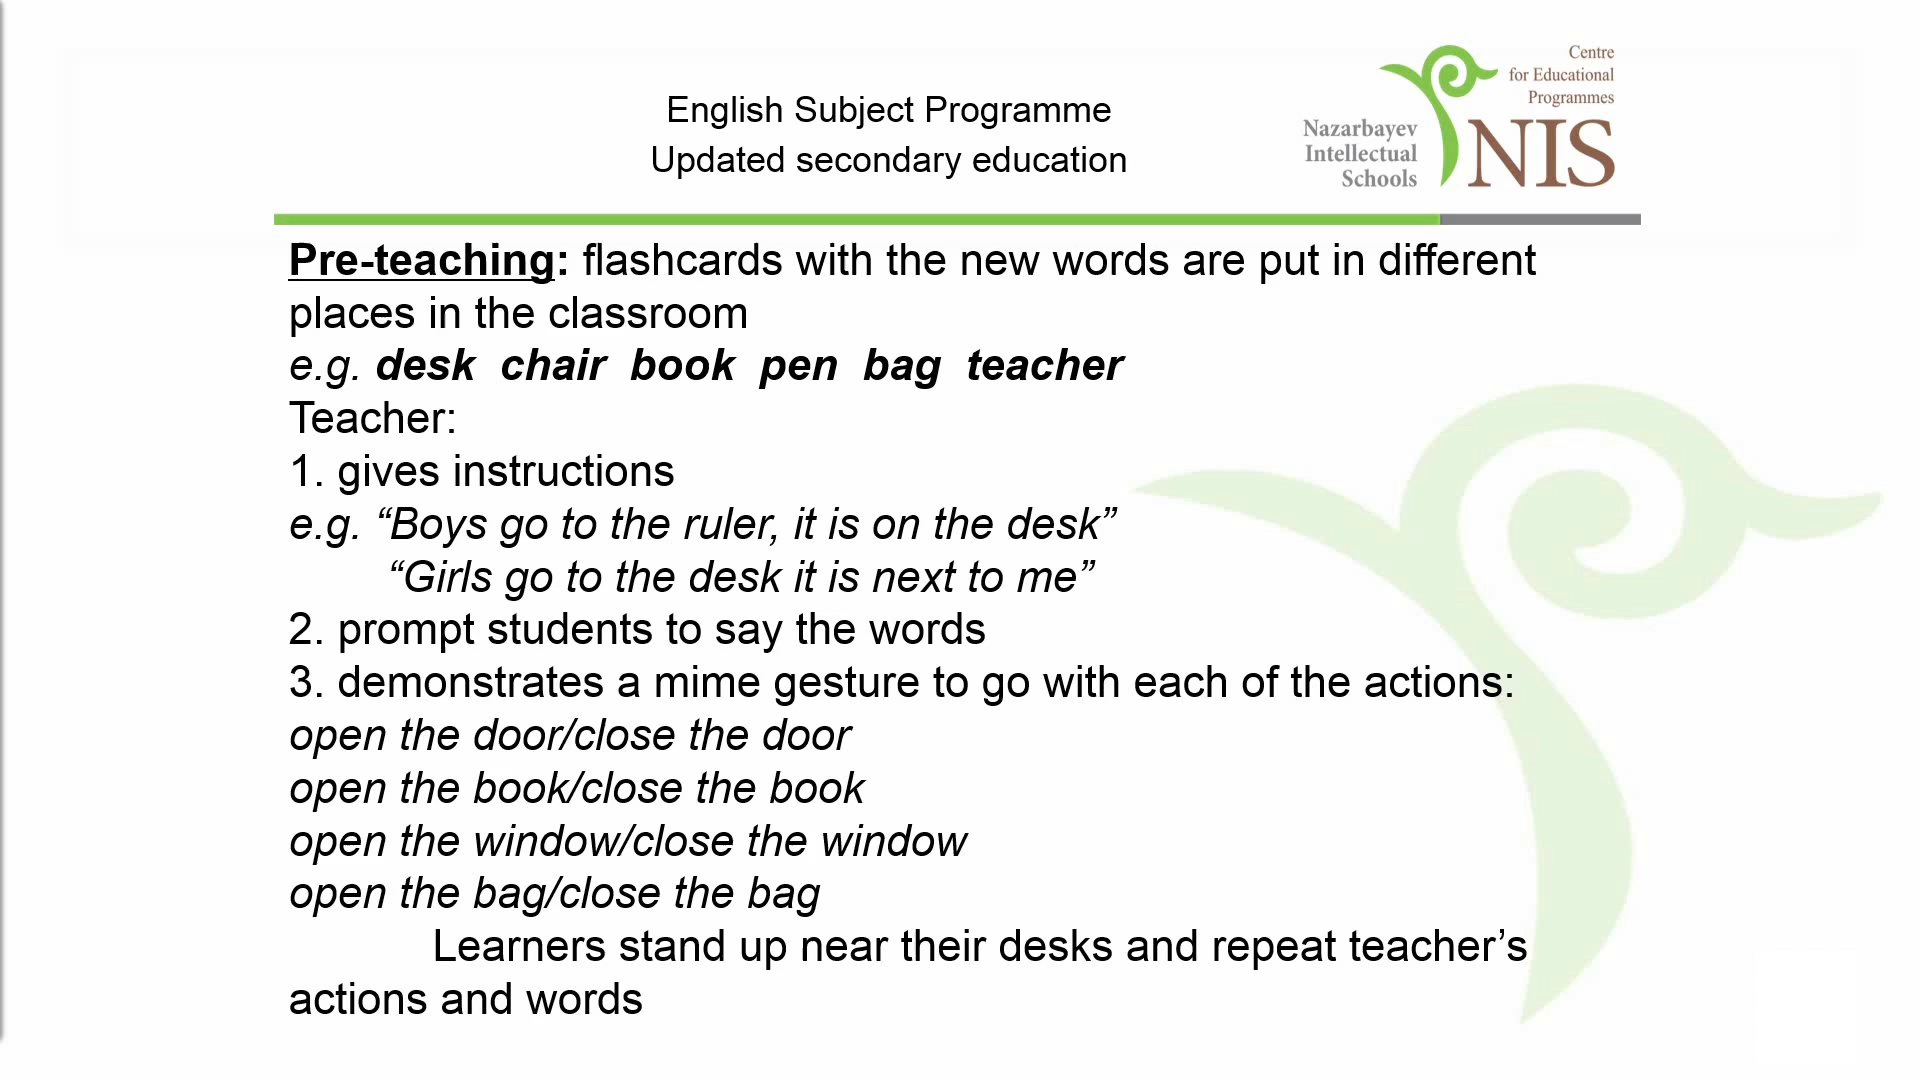 English Subject Programme
Updated secondary education
Centre
for Educational
Programmes
Nazarbayev
Intellectual
Schools
NIS
Pre-teaching: flashcards with the new words are put in different
places in the classroom
e.g. desk chair book pen bag teacher
Teacher:
1. gives instructions
e.g. “Boys go to the ruler, it is on the desk”
“Girls go to the desk it is next to me”
2. prompt students to say the words
3. demonstrates a mime gesture to go with each of the actions:
open the door/close the door
open the book/close the book
open the window/close the window
open the bag/close the bag
Learners stand up near their desks and repeat teacher’s
actions and words